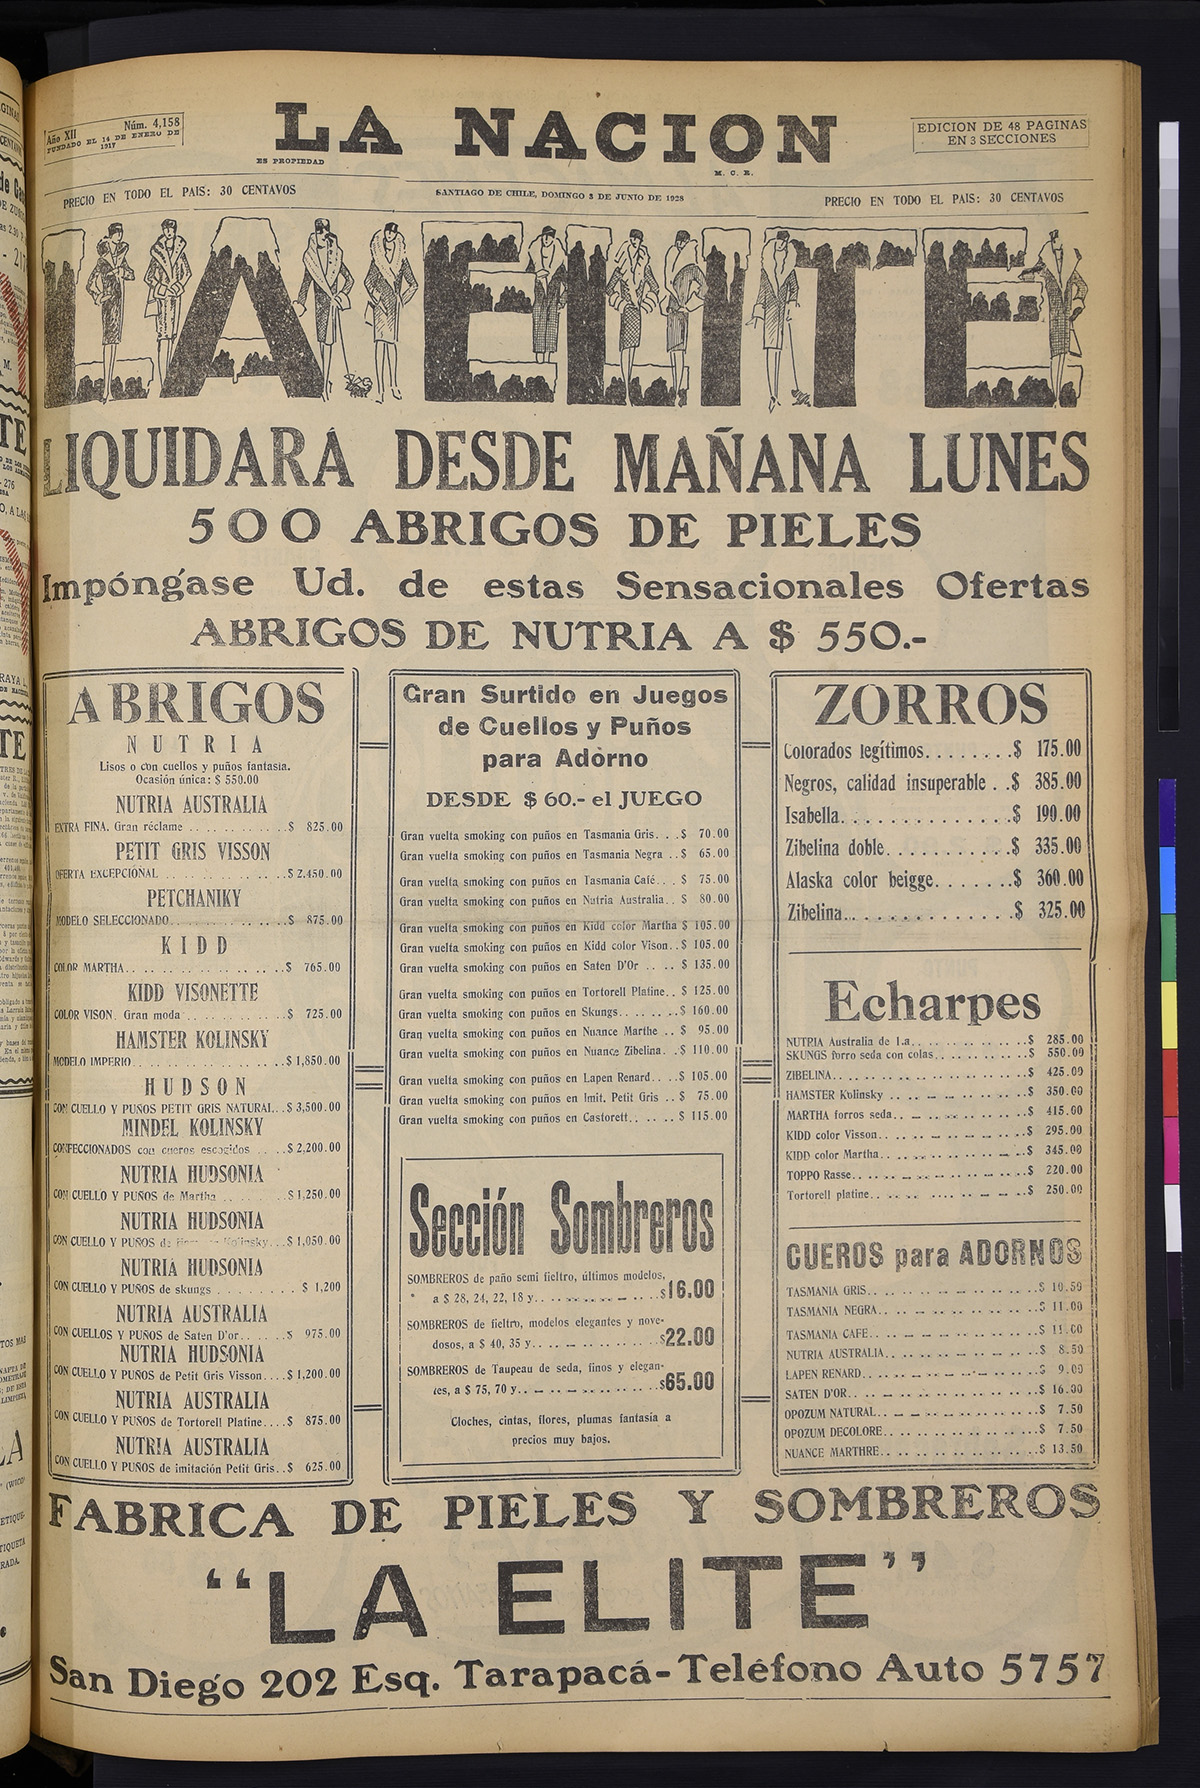 Año XII Núm. 4,158
FUNDADO EL 14 DE ENERO DE
1917
LA NACION
ES PROPIEDAD
M. C. R.
EDICION DE 48 PAGINAS
EN 3 SECCIONES
PRECIO EN TODO EL PAIS: 30 CENTAVOS
SANTIAGO DE CHILE, DOMINGO 3 DE JUNIO DE 1928
PRECIO EN TODO EL PAIS: 30 CENTAVOS
LA ELITE
LIQUIDARÁ DESDE MAÑANA LUNES
500 ABRIGOS DE PIELES
Impóngase Ud. de estas Sensacionales Ofertas
ABRIGOS DE NUTRIA A $ 550.-
ABRIGOS
NUTRIA
Lisos o con cuellos y puños fantasía.
Ocasión única: $ 550.00
NUTRIA AUSTRALIA
EXTRA FINA. Gran réclame .. .. .. .. .. ..$ 825.00
PETIT GRIS VISSON
OFERTA EXCEPCIONAL .. .. .. .. .. ..$ 2,450.00
PETCHANIKY
MODELO SELECCIONADO.. .. .. .. .. ..$ 875.00
KIDD
COLOR MARTHA.. .. .. .. .. .. .. ..$ 765.00
KIDD VISONETTE
COLOR VISON. Gran moda .. .. .. .. ..$ 725.00
HAMSTER KOLINSKY
MODELO IMPERIO.. .. .. .. .. .. ..$ 1,850.00
HUDSON
CON CUELLO Y PUÑOS PETIT GRIS NATURAL...$ 3,500.00
MINDEL KOLINSKY
CONFECCIONADOS con cueros escogidos .. ..$ 2,200.00
NUTRIA HUDSONIA
CON CUELLO Y PUÑOS de Martha .. .. .. ..$ 1,250.00
NUTRIA HUDSONIA
CON CUELLO Y PUÑOS de Kolinsky...$ 1,050.00
NUTRIA HUDSONIA
CON CUELLO Y PUÑOS de skungs . . . . . . . .$ 1,200
NUTRIA AUSTRALIA
CON CUELLOS Y PUÑOS de Saten D'or.. .. ..$ 975.00
NUTRIA HUDSONIA
CON CUELLO Y PUÑOS de Petit Gris Visson....$ 1,200.00
NUTRIA AUSTRALIA
CON CUELLO Y PUÑOS de Tortorell Platine....$ 875.00
NUTRIA AUSTRALIA
CON CUELLO Y PUÑOS de imitación Petit Gris..$ 625.00
Gran Surtido en Juegos
de Cuellos y Puños
para Adorno
DESDE $ 60.- el JUEGO
Gran vuelta smoking con puños en Tasmania Gris. . .$ 70.00
Gran vuelta smoking con puños en Tasmania Negra ..$ 65.00
Gran vuelta smoking con puños en Tasmania Café.. .$ 75.00
Gran vuelta smoking con puños en Nutria Australia..$ 80.00
Gran vuelta smoking con puños en Kidd color Martha $ 105.00
Gran vuelta smoking con puños en Kidd color Vison..$ 105.00
Gran vuelta smoking con puños en Saten D'Or .. ..$ 135.00
Gran vuelta smoking con puños en Tortorell Platine..$ 125.00
Gran vuelta smoking con puños en Skungs.. .. ..$ 160.00
Gran vuelta smoking con puños en Nuance Marthe ..$ 95.00
Gran vuelta smoking con puños en Nuance Zibelina. .$ 110.00
Gran vuelta smoking con puños en Lapen Renard.. ..$ 105.00
Gran vuelta smoking con puños en Imit. Petit Gris ..$ 75.00
Gran vuelta smoking con puños en Castorett.. .. ..$ 115.00
Sección Sombreros
SOMBREROS de paño semi fieltro, últimos modelos,
a $ 28, 24, 22, 18 y.. .. .. .. .. ..$16.00
SOMBREROS de fieltro, modelos elegantes y nove-
dosos, a $ 40, 35 y.. .. .. .. .. ..$22.00
SOMBREROS de Taupeau de seda, finos y elegan-
tes, a $ 75, 70 y.. .. .. .. .. ..$65.00
Cloches, cintas, flores, plumas fantasía a
precios muy bajos.
ZORROS
Colorados legítimos. . . . . . . . .$ 175.00
Negros, calidad insuperable . . .$ 385.00
Isabella. . . . . . . . . . . . . . .$ 190.00
Zibelina doble. . . . . . . . . . .$ 335.00
Alaska color beigge. . . . . . . .$ 360.00
Zibelina. . . . . . . . . . . . . . .$ 325.00
Echarpes
NUTRIA Australia de 1.a.. .. .. .. .. ..$ 285.00
SKUNGS forro seda con colas.. .. .. .. ..$ 550.00
ZIBELINA.. .. .. .. .. .. .. .. ..$ 425.00
HAMSTER Kolinsky .. .. .. .. .. ..$ 350.00
MARTHA forros seda.. .. .. .. .. ..$ 415.00
KIDD color Visson.. .. .. .. .. ..$ 295.00
KIDD color Martha.. .. .. .. .. ..$ 345.00
TOPPO Rasse.. .. .. .. .. .. ..$ 220.00
Tortorell platine.. .. .. .. .. ..$ 250.00
CUEROS para ADORNOS
TASMANIA GRIS.. .. .. .. .. .. ..$ 10.50
TASMANIA NEGRA.. .. .. .. .. ..$ 11.00
TASMANIA CAFE.. .. .. .. .. .. ..$ 11.00
NUTRIA AUSTRALIA.. .. .. .. .. ..$ 8.50
LAPEN RENARD.. .. .. .. .. .. ..$ 9.00
SATEN D'OR.. .. .. .. .. .. .. ..$ 16.00
OPOZUM NATURAL.. .. .. .. .. ..$ 7.50
OPOZUM DECOLORE.. .. .. .. .. ..$ 7.50
NUANCE MARTHRE.. .. .. .. .. ..$ 13.50
FABRICA DE PIELES Y SOMBREROS
“LA ELITE”
San Diego 202 Esq. Tarapacá-Teléfono Auto 5757